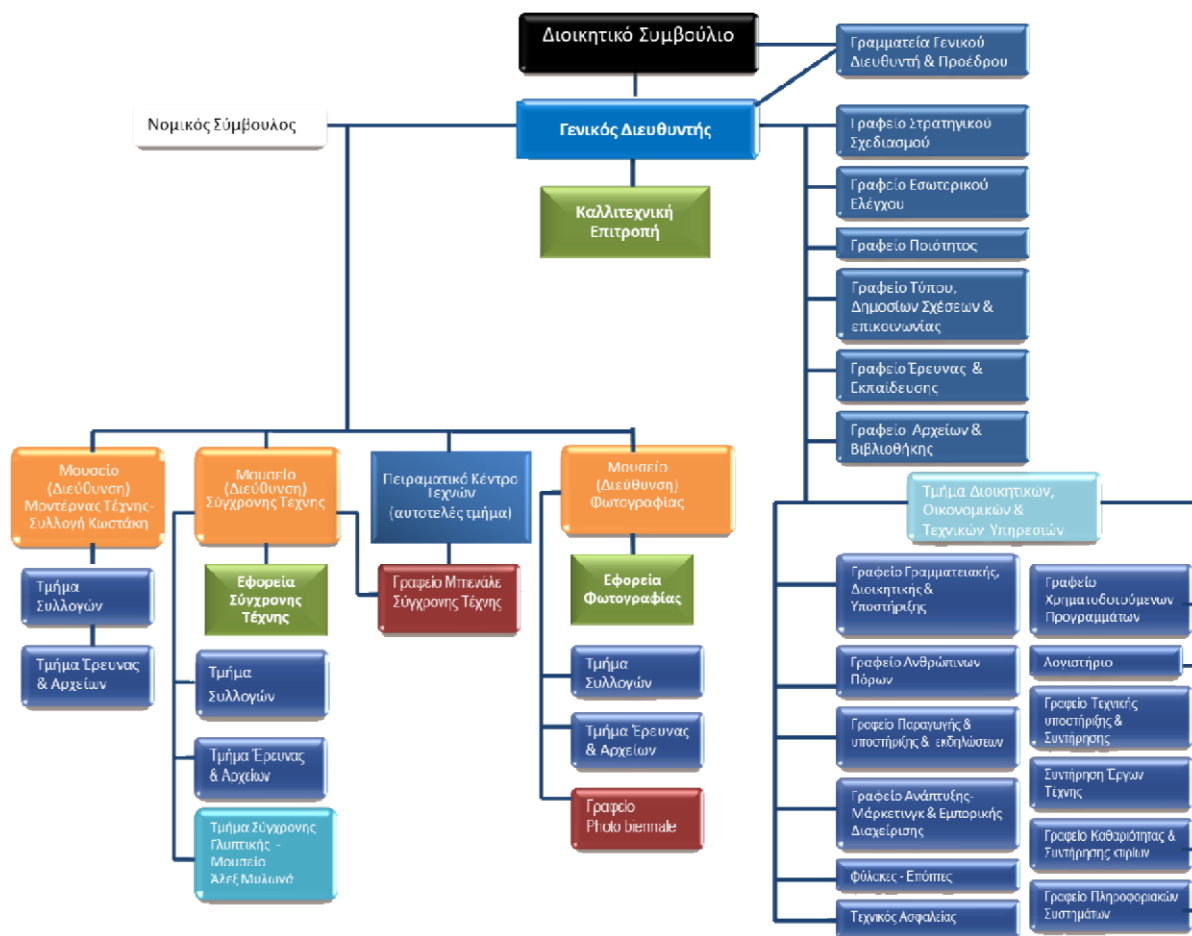 Διοικητικό Συμβούλιο
Γραμματεία Γενικού
Διευθυντή & Προέδρου
Νομικός Σύμβουλος
Γενικός Διευθυντής
Γραφείο Στρατηγικού
Σχεδιασμού
Καλλιτεχνική
Επιτροπή
Γραφείο Εσωτερικού
Ελέγχου
Γραφείο Ποιότητος
Γραφείο Τύπου,
Δημοσίων Σχέσεων &
επικοινωνίας
Γραφείο Έρευνας &
Εκπαίδευσης
Γραφείο Αρχείων &
Βιβλιοθήκης
Μουσείο
(Διεύθυνση)
Μοντέρνας Τέχνης-
Συλλογή Κωστάκη
Τμήμα
Συλλογών
Τμήμα Έρευνας
& Αρχείων
Μουσείο
(Διεύθυνση)
Σύγχρονης Τέχνης
Εφορεία
Σύγχρονης
Τέχνης
Τμήμα
Συλλογών
Τμήμα Έρευνας
& Αρχείων
Τμήμα Σύγχρονης
Γλυπτικής -
Μουσείο
Άλεξ Μυλωνά
Πειραματικό Κέντρο
Τεχνών
(αυτοτελές τμήμα)
Γραφείο Μπενάλε
Σύγχρονης Τέχνης
Μουσείο
(Διεύθυνση)
Φωτογραφίας
Εφορεία
Φωτογραφίας
Τμήμα
Συλλογών
Τμήμα Έρευνας
& Αρχείων
Γραφείο
Photo biennale
Τμήμα Διοικητικών,
Οικονομικών &
Τεχνικών Υπηρεσιών
Γραφείο Γραμματειακής,
Διοικητικής &
Υποστήριξης
Γραφείο Ανθρώπινων
Πόρων
Γραφείο Παραγωγής &
υποστήριξης & εκδηλώσεων
Γραφείο Ανάπτυξης-
Μάρκετινγκ & Εμπορικής
Διαχείρισης
Φύλακες - Επόπτες
Τεχνικός Ασφαλείας
Γραφείο
Χρηματοδοτούμενων
Προγραμμάτων
Λογιστήριο
Γραφείο Τεχνικής
υποστήριξης &
Συντήρησης
Συντήρηση Έργων
Τέχνης
Γραφείο Καθαριότητας &
Συντήρησης κτιρίων
Γραφείο Πληροφοριακών
Συστημάτων